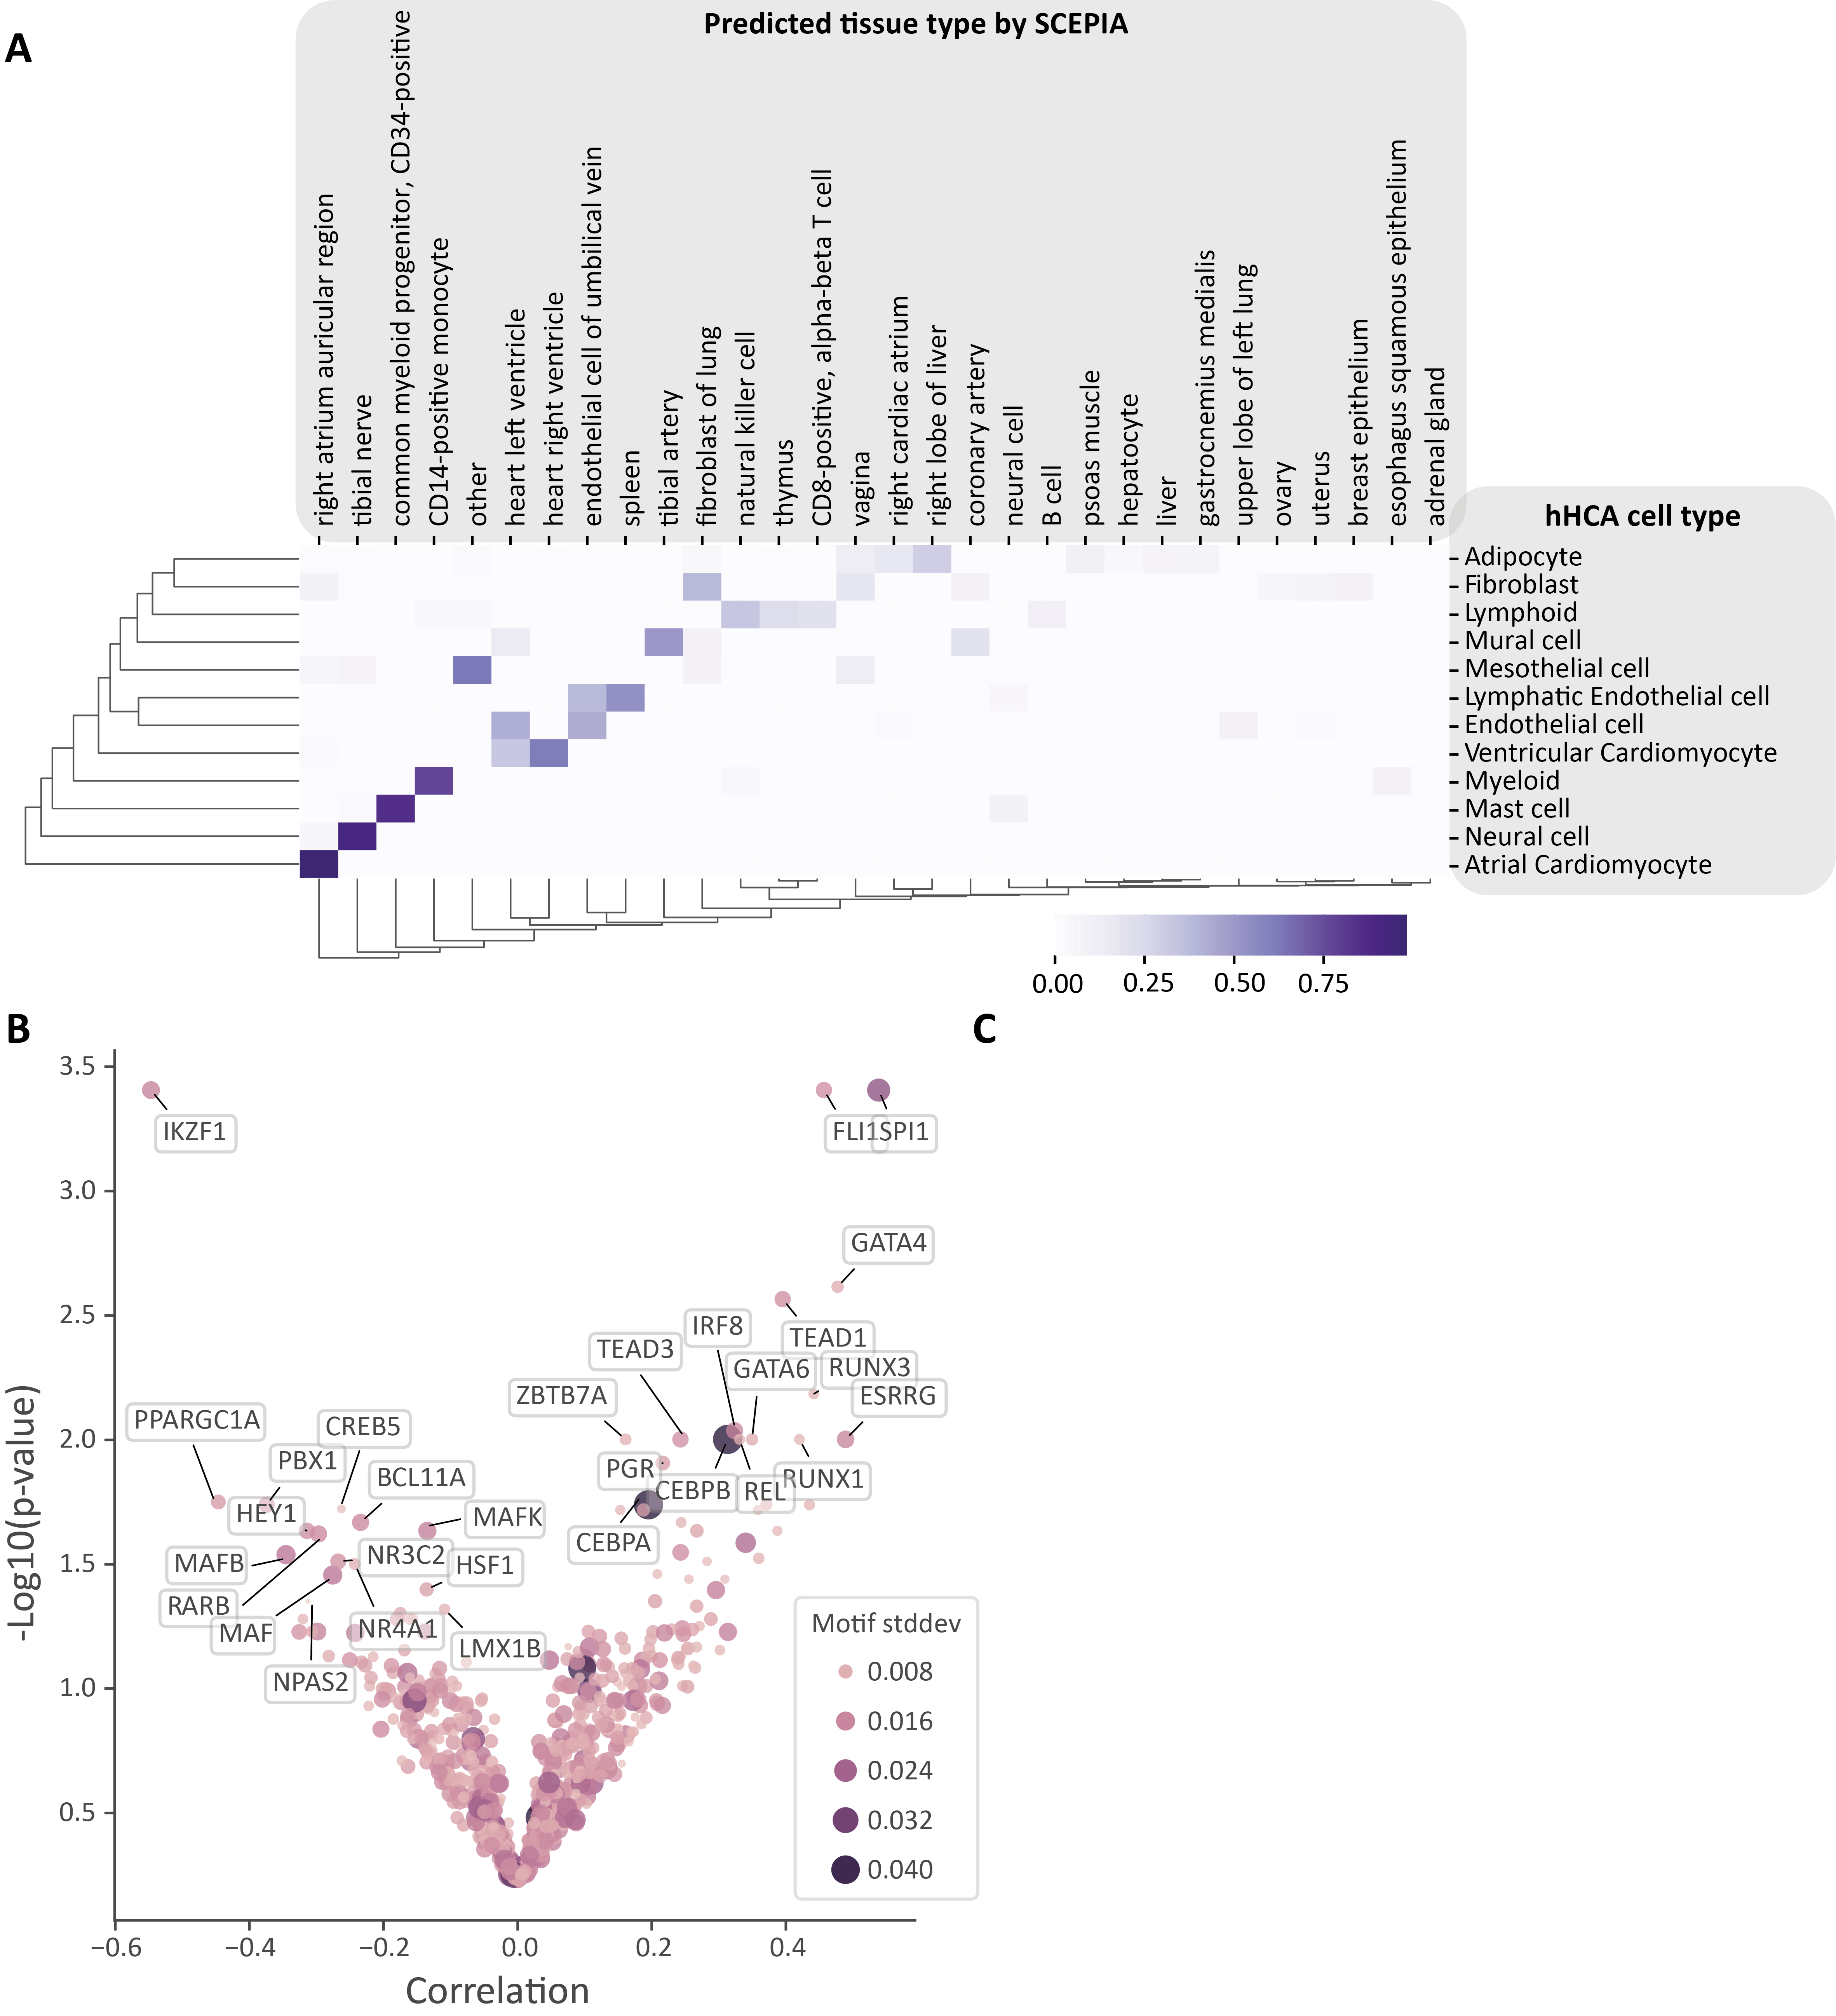 A
Predicted tissue type by SCEPIA
right atrium auricular region
tibial nerve
common myeloid progenitor, CD34-positive
CD14-positive monocyte
other
heart left ventricle
heart right ventricle
endothelial cell of umbilical vein
spleen
tibial artery
fibroblast of lung
natural killer cell
thymus
CD8-positive, alpha-beta T cell
vagina
right cardiac atrium
right lobe of liver
coronary artery
neural cell
B cell
psoas muscle
hepatocyte
liver
gastrocnemius medialis
upper lobe of left lung
ovary
uterus
breast epithelium
esophagus squamous epithelium
adrenal gland
hHCA cell type
Adipocyte
Fibroblast
Lymphoid
Mural cell
Mesothelial cell
Lymphatic Endothelial cell
Endothelial cell
Ventricular Cardiomyocyte
Myeloid
Mast cell
Neural cell
Atrial Cardiomyocyte
0.00 0.25 0.50 0.75
B
C
-Log10(p-value)
3.5
3.0
2.5
2.0
1.5
1.0
0.5
IKZF1
FLI1
SPI1
GATA4
TEAD1
IRF8
TEAD3
GATA6
RUNX3
ZBTB7A
ESRRG
PPARGC1A
CREB5
PBX1
BCL11A
PGR
CEBPB
REL
RUNX1
HEY1
MAFK
CEBPA
MAFB
NR3C2
HSF1
RARB
MAF
NR4A1
LMX1B
NPAS2
Motif stddev
0.008
0.016
0.024
0.032
0.040
−0.6 −0.4 −0.2 0.0 0.2 0.4
Correlation